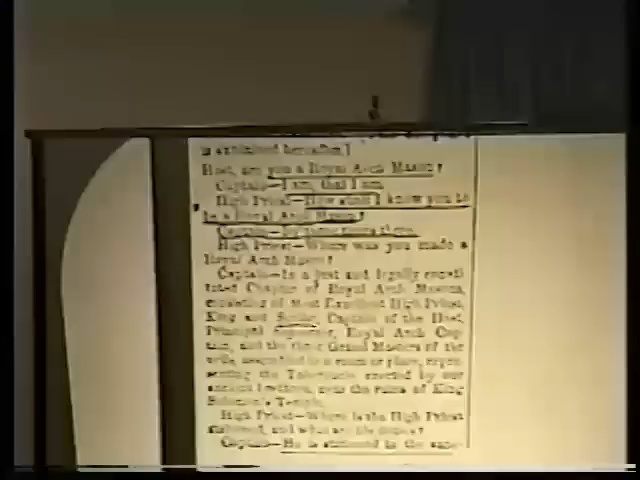 is explained hereafter.]
Host, are you a Royal Arch Mason?
Captain—I am, that I am.
High Priest—How shall I know you to
be a Royal Arch Mason?
Captain—By three times three.
High Priest—Where was you made a
Royal Arch Mason?
Captain—In a just and legally consti-
tuted Chapter of Royal Arch Masons,
consisting of Most Excellent High Priest,
King and Scribe, Captain of the Host,
Principal Sojourner, Royal Arch Cap-
tain, and the three Grand Masters of the
veils, assembled in a room or place, repre-
senting the Tabernacle erected by our
ancient brethren, near the ruins of King
Solomon's Temple.
High Priest—Where is the High Priest
stationed, and what are his duties?
Captain—He is stationed in the